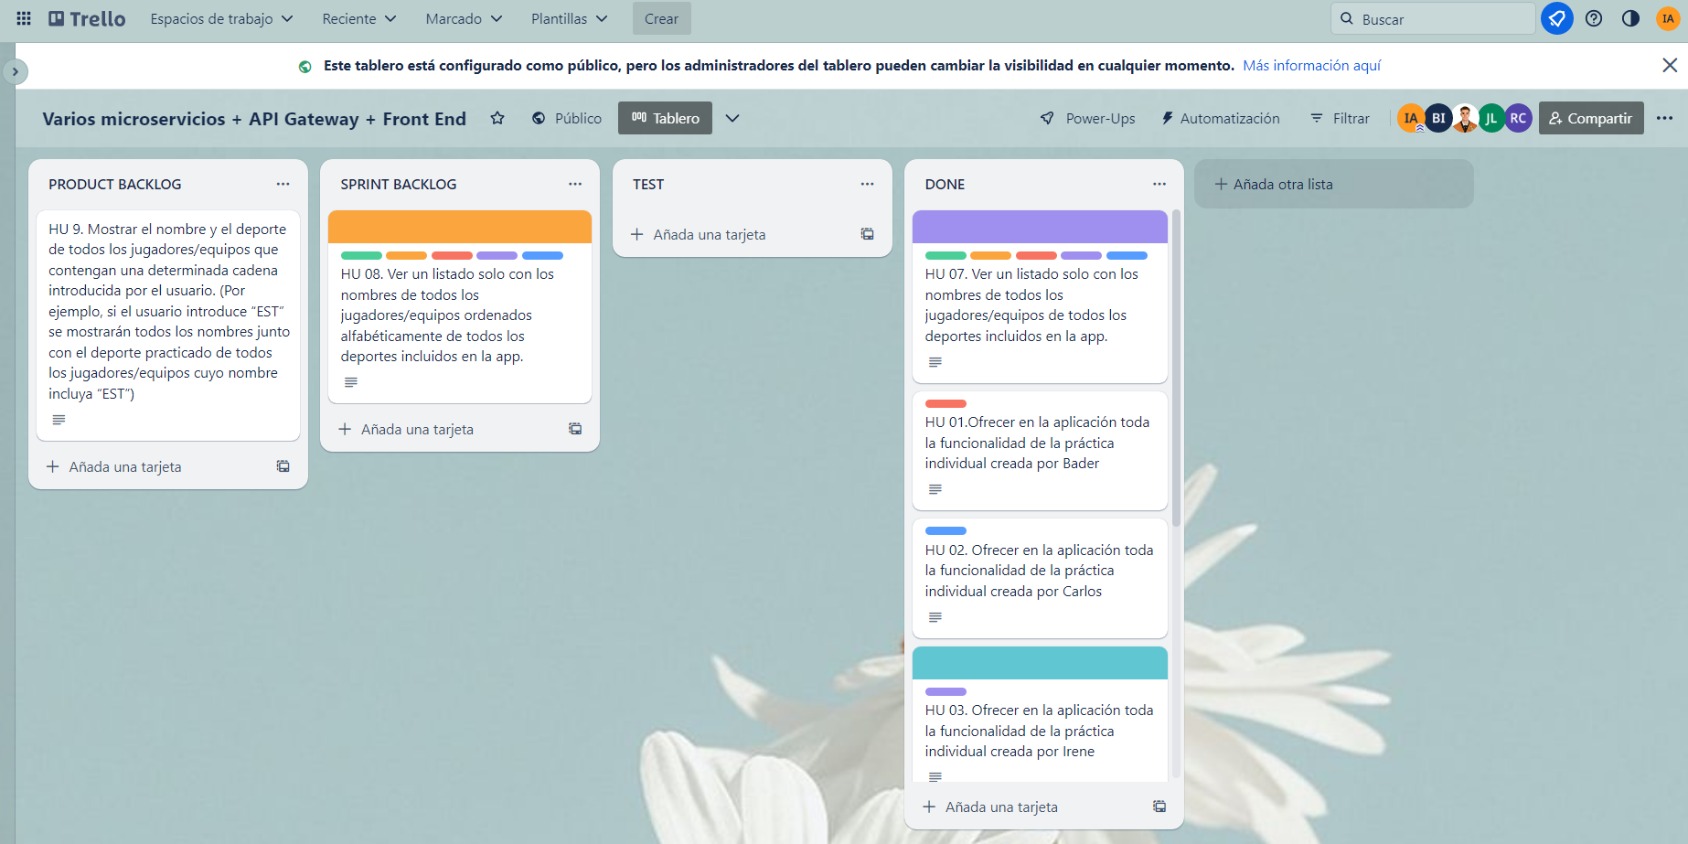 Trello
Espacios de trabajo
Reciente
Marcado
Plantillas
Crear
Buscar
IA
Este tablero está configurado como público, pero los administradores del tablero pueden cambiar la visibilidad en cualquier momento. Más información aquí
Varios microservicios + API Gateway + Front End
Público
Tablero
Power-Ups
Automatización
Filtrar
IA
BI
JL
RC
Compartir
PRODUCT BACKLOG
HU 9. Mostrar el nombre y el deporte
de todos los jugadores/equipos que
contengan una determinada cadena
introducida por el usuario. (Por
ejemplo, si el usuario introduce “EST”
se mostrarán todos los nombres junto
con el deporte practicado de todos
los jugadores/equipos cuyo nombre
incluya “EST”)
Añada una tarjeta
SPRINT BACKLOG
HU 08. Ver un listado solo con los
nombres de todos los
jugadores/equipos ordenados
alfabéticamente de todos los
deportes incluidos en la app.
Añada una tarjeta
TEST
Añada una tarjeta
DONE
HU 07. Ver un listado solo con los
nombres de todos los
jugadores/equipos de todos los
deportes incluidos en la app.
HU 01.Ofrecer en la aplicación toda
la funcionalidad de la práctica
individual creada por Bader
HU 02. Ofrecer en la aplicación toda
la funcionalidad de la práctica
individual creada por Carlos
HU 03. Ofrecer en la aplicación toda
la funcionalidad de la práctica
individual creada por Irene
Añada una tarjeta
Añada otra lista